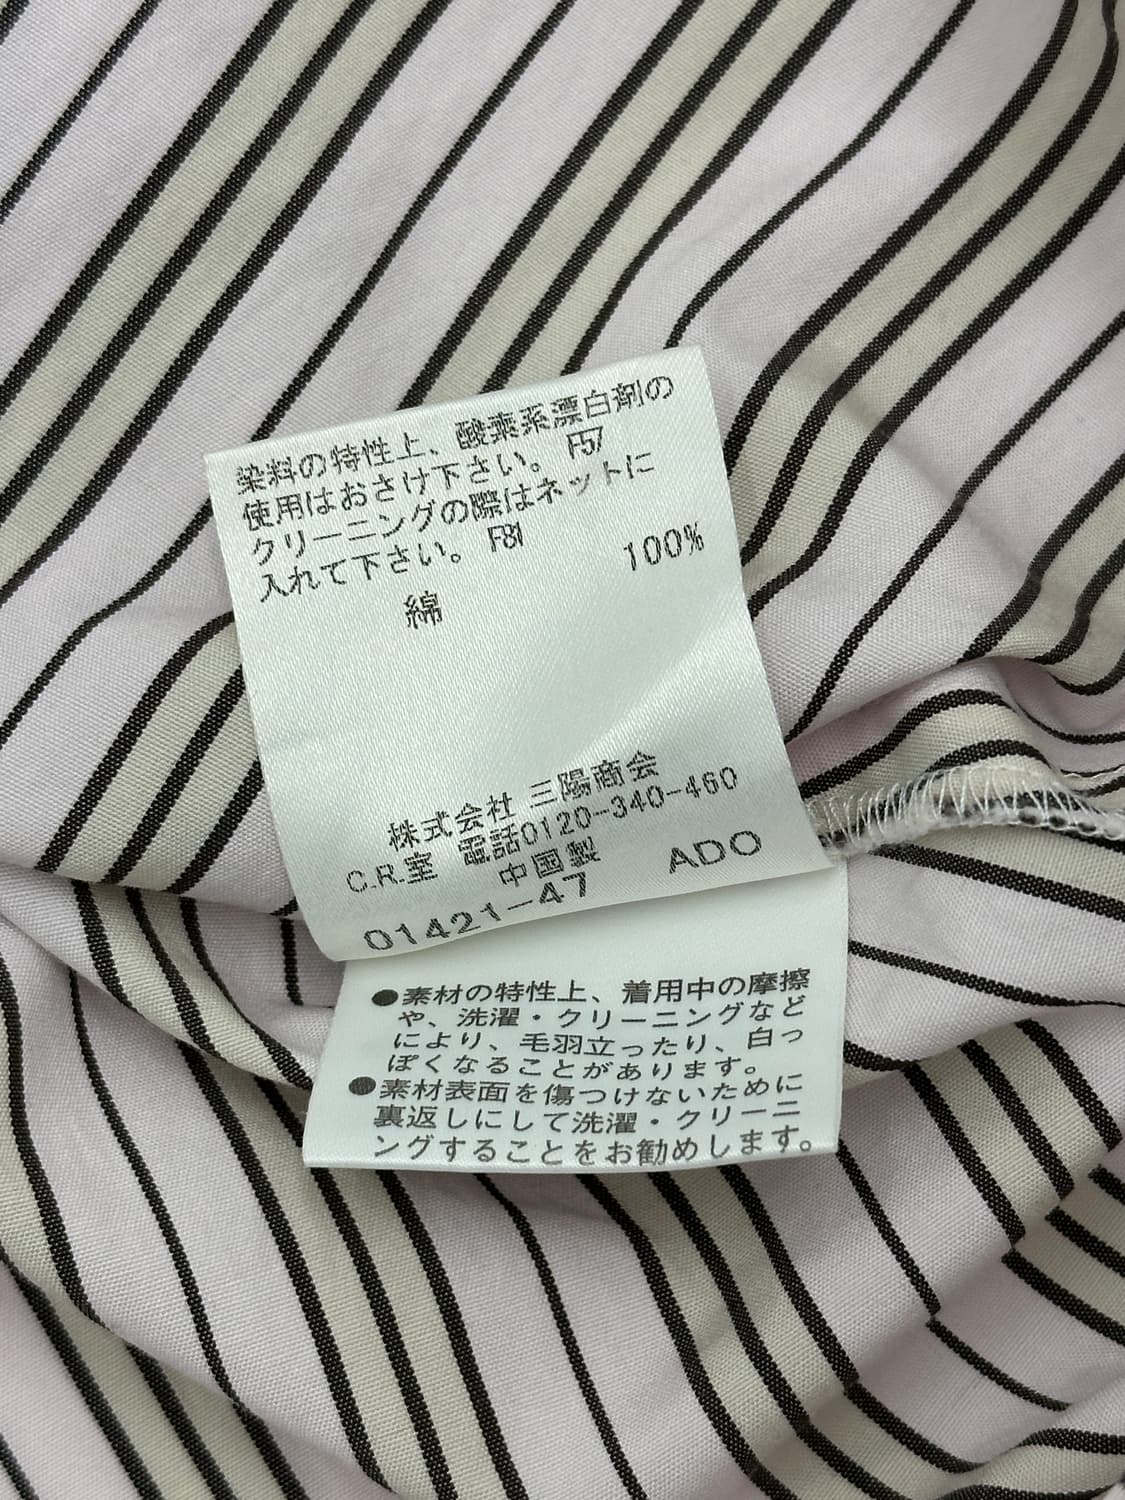 染料の特性上、酸素系漂白剤の
使用はおさけ下さい。 F57
クリーニングの際はネットに
入れて下さい。 F81
綿 100%
株式会社 三陽商会
C.R.室 電話0120-340-460
中国製 ADO
01421-47
●素材の特性上、着用中の摩擦
や、洗濯・クリーニングなど
により、毛羽立ったり、白っ
ぽくなることがあります。
●素材表面を傷つけないために
裏返しにして洗濯・クリーニ
ングすることをお勧めします。